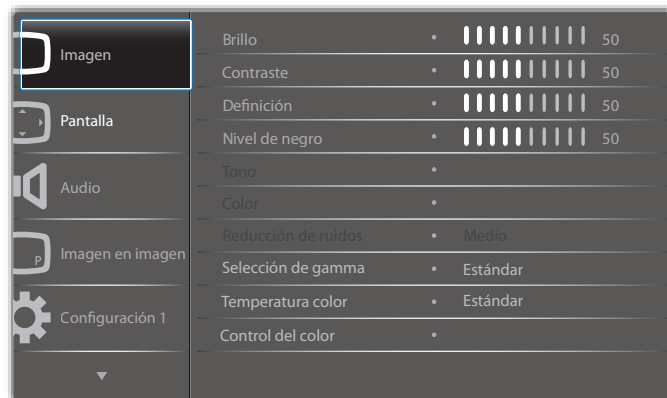 Imagen
Pantalla
Audio
P
Imagen en imagen
Configuración 1
Brillo • 50
Contraste • 50
Definición • 50
Nivel de negro • 50
Tono •
Color •
Reducción de ruidos • Medio
Selección de gamma • Estándar
Temperatura color • Estándar
Control del color •